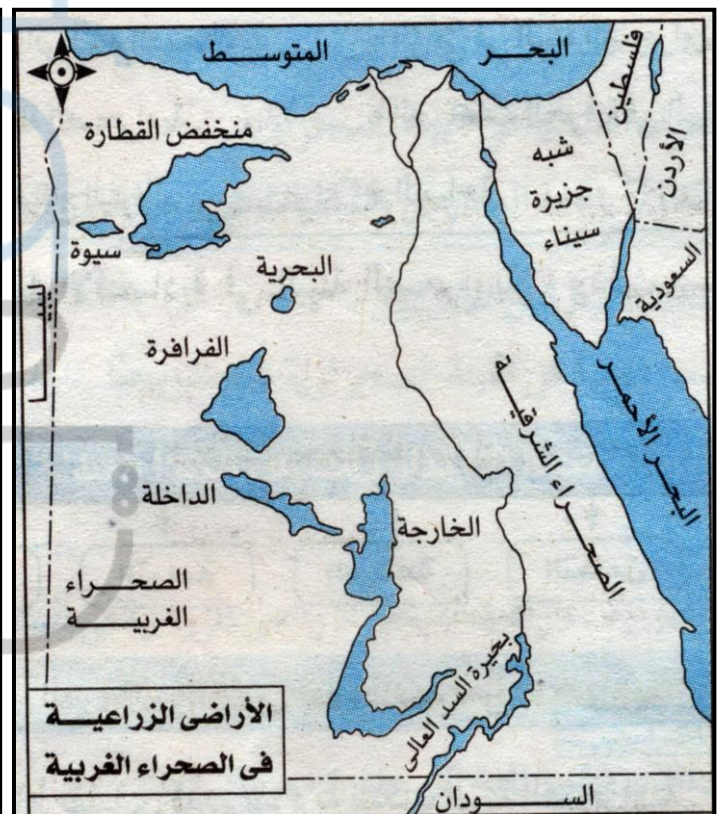 البحر المتوسط
فلسطين
الأردن
منخفض القطارة
شبه
جزيرة
سيناء
سيوة
السعودية
البحرية
ليبيا
الفرافرة
البحر الأحمر
الصحراء الشرقية
الداخلة
الخارجة
الصحراء
الغربية
بحيرة السد العالى
الأراضى الزراعية
فى الصحراء الغربية
السودان